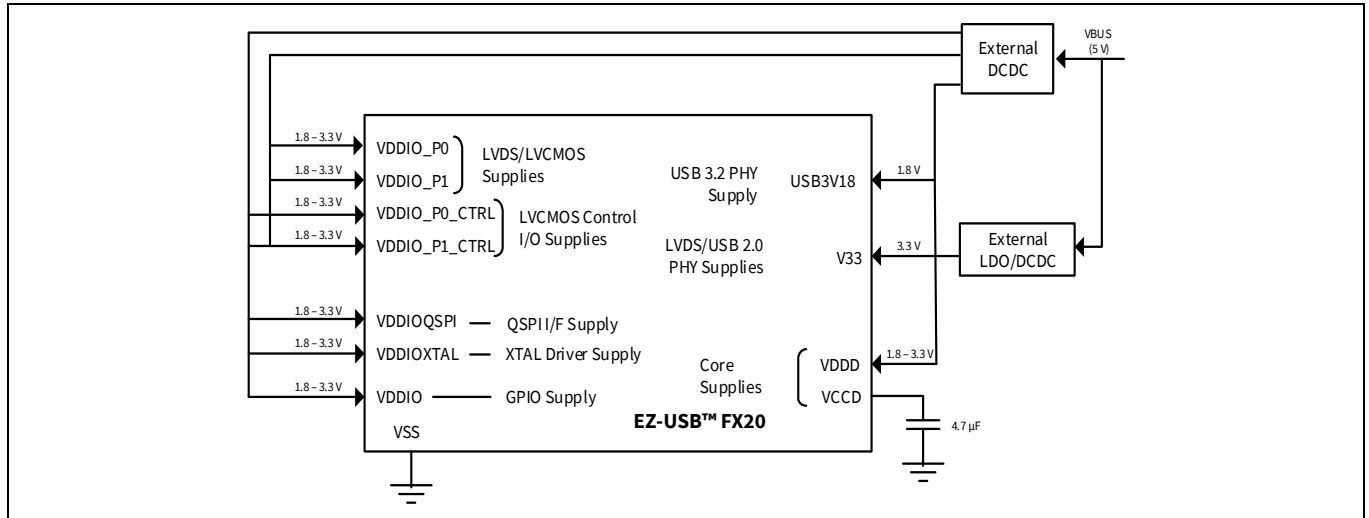 External
DCDC
VBUS
(5 V)
1.8 – 3.3 V
VDDIO_P0
1.8 – 3.3 V
VDDIO_P1
LVDS/LVCMOS
Supplies
1.8 – 3.3 V
VDDIO_P0_CTRL
1.8 – 3.3 V
VDDIO_P1_CTRL
LVCMOS Control
I/O Supplies
1.8 – 3.3 V
VDDIOQSPI
QSPI I/F Supply
1.8 – 3.3 V
VDDIOXTAL
XTAL Driver Supply
1.8 – 3.3 V
VDDIO
GPIO Supply
VSS
USB 3.2 PHY
Supply
USB3V18
1.8 V
LVDS/USB 2.0
PHY Supplies
V33
3.3 V
External
LDO/DCDC
Core
Supplies
VDDD
1.8 – 3.3 V
VCCD
4.7 µF
EZ-USB™ FX20